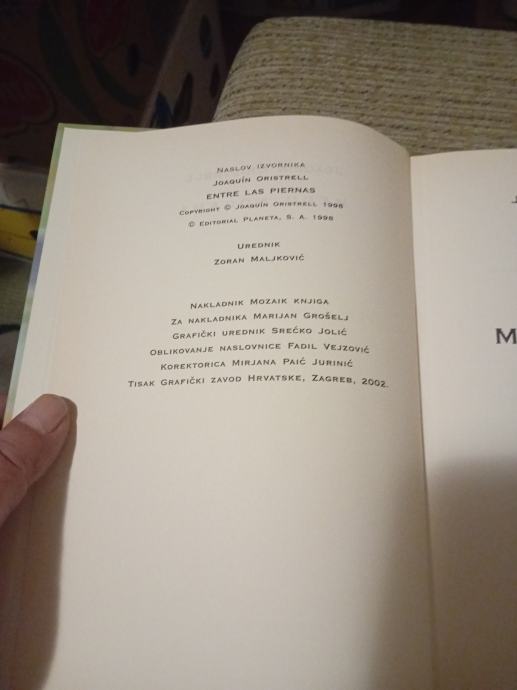 NASLOV IZVORNIKA
JOAQUÍN ORISTRELL
ENTRE LAS PIERNAS
COPYRIGHT © JOAQUÍN ORISTRELL 1998
© EDITORIAL PLANETA, S. A. 1998
UREDNIK
ZORAN MALJKOVIĆ
NAKLADNIK MOZAIK KNJIGA
ZA NAKLADNIKA MARIJAN GROŠELJ
GRAFIČKI UREDNIK SREĆKO JOLIĆ
OBLIKOVANJE NASLOVNICE FADIL VEJZOVIĆ
KOREKTORICA MIRJANA PAIĆ JURINIĆ
TISAK GRAFIČKI ZAVOD HRVATSKE, ZAGREB, 2002.
M